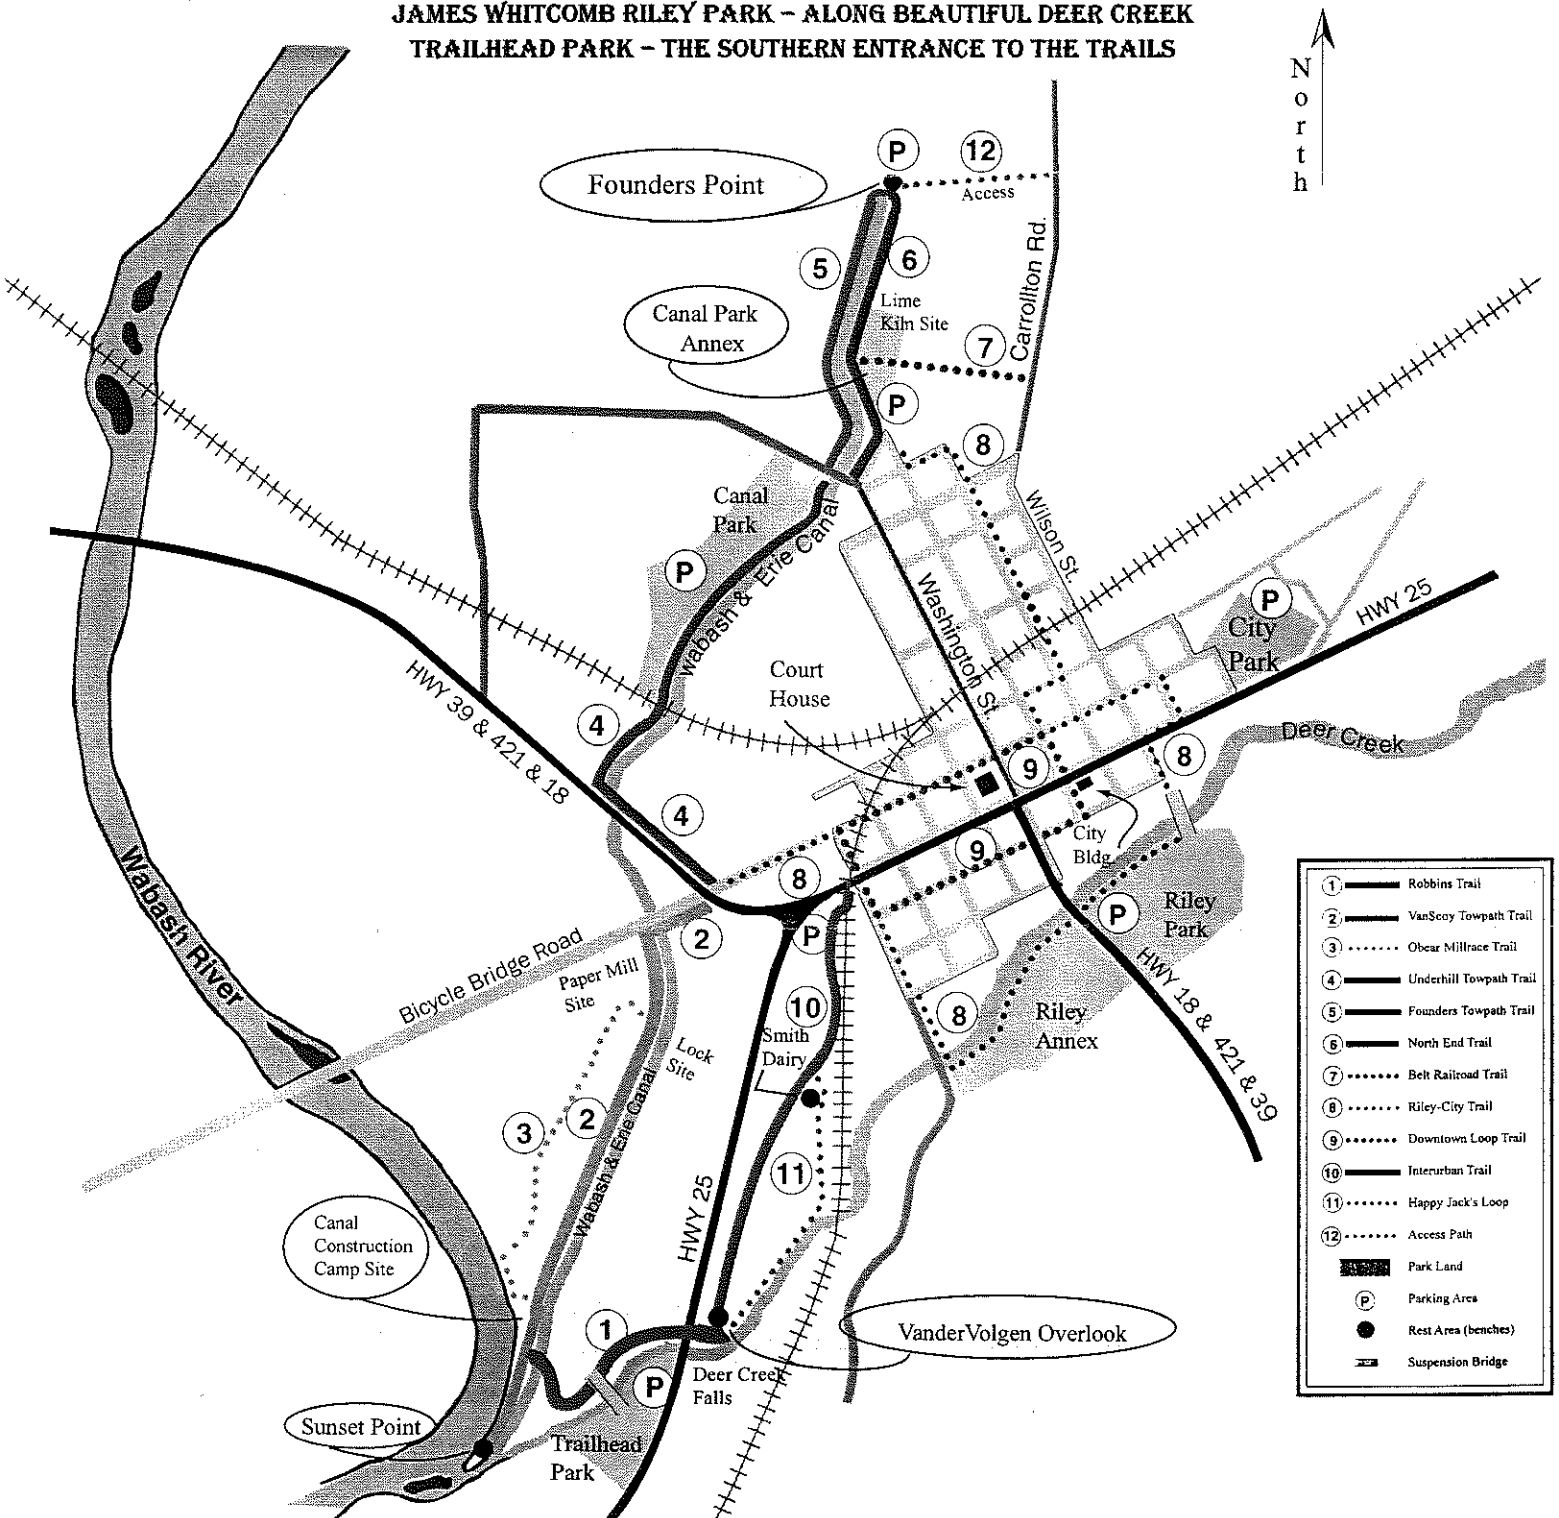 JAMES WHITCOMB RILEY PARK – ALONG BEAUTIFUL DEER CREEK
TRAILHEAD PARK – THE SOUTHERN ENTRANCE TO THE TRAILS
North
P
12
Founders Point
Access
5
6
Carrollton Rd.
Lime
Kiln Site
Canal Park
Annex
7
P
8
Canal
Park
Wilson St.
Wabash & Erie Canal
P
Washington St
P
City
Park
HWY 25
Court
House
HWY 39 & 421 & 18
4
Deer Creek
9
8
4
City
Bldg.
9
8
Wabash River
Riley
Park
P
2
P
Bicycle Bridge Road
Paper Mill
Site
HWY 18 & 421 & 39
10
8
Riley
Annex
Smith
Dairy
Lock
Site
Wabash & Erie Canal
3
2
11
HWY 25
Canal
Construction
Camp Site
1
VanderVolgen Overlook
P
Deer Creek
Falls
Sunset Point
Trailhead
Park
1 Robbins Trail
2 VanScoy Towpath Trail
3 Obear Millrace Trail
4 Underhill Towpath Trail
5 Founders Towpath Trail
6 North End Trail
7 Belt Railroad Trail
8 Riley-City Trail
9 Downtown Loop Trail
10 Interurban Trail
11 Happy Jack's Loop
12 Access Path
Park Land
P Parking Area
Rest Area (benches)
Suspension Bridge